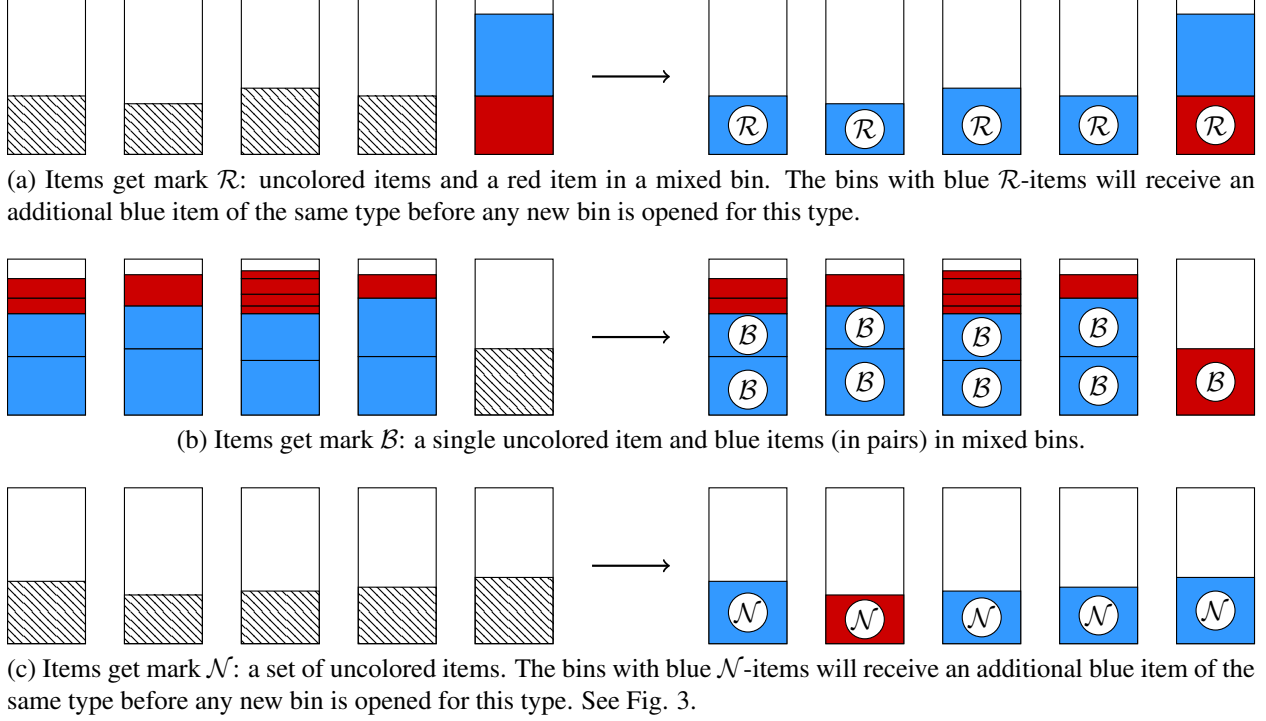 ℛ ℛ ℛ ℛ ℛ
(a) Items get mark ℛ: uncolored items and a red item in a mixed bin. The bins with blue ℛ-items will receive an
additional blue item of the same type before any new bin is opened for this type.
ℬ ℬ ℬ ℬ
ℬ ℬ ℬ ℬ ℬ
(b) Items get mark ℬ: a single uncolored item and blue items (in pairs) in mixed bins.
𝒩 𝒩 𝒩 𝒩 𝒩
(c) Items get mark 𝒩: a set of uncolored items. The bins with blue 𝒩-items will receive an additional blue item of the
same type before any new bin is opened for this type. See Fig. 3.